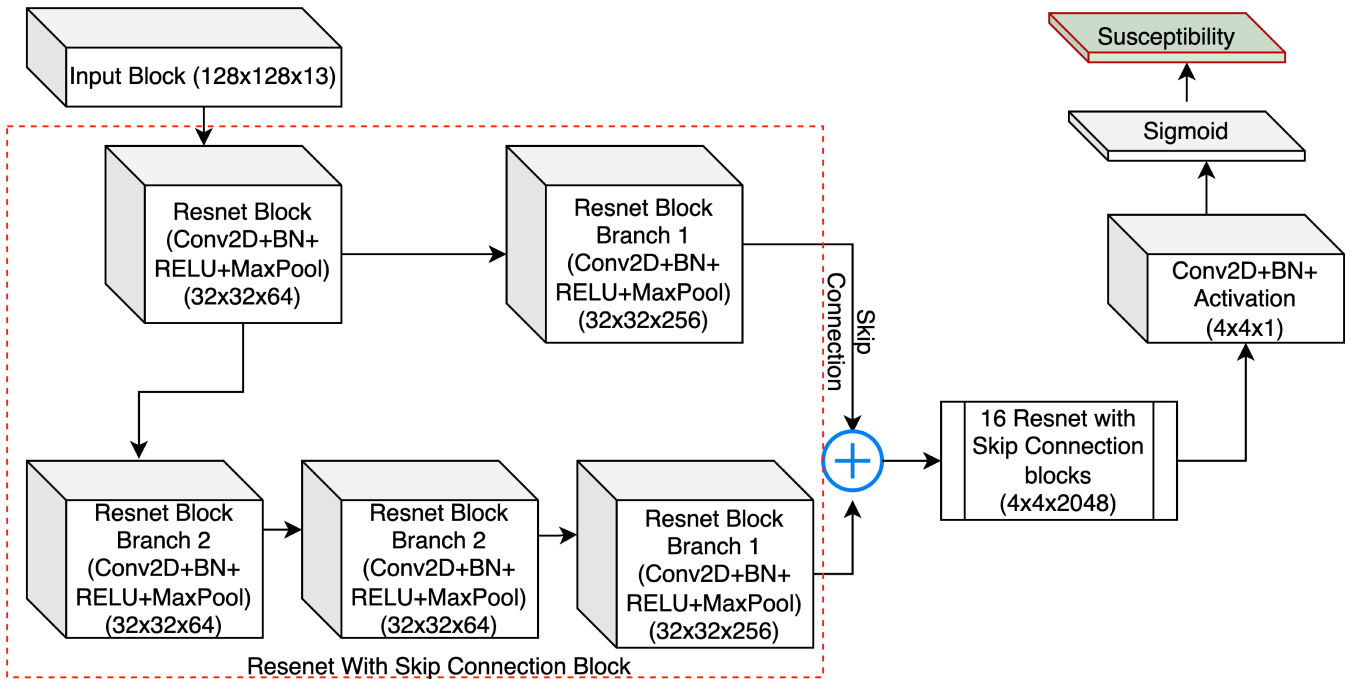 Input Block (128x128x13)
Resnet Block
(Conv2D+BN+
RELU+MaxPool)
(32x32x64)
Resnet Block
Branch 1
(Conv2D+BN+
RELU+MaxPool)
(32x32x256)
Skip
Connection
Resnet Block
Branch 2
(Conv2D+BN+
RELU+MaxPool)
(32x32x64)
Resnet Block
Branch 2
(Conv2D+BN+
RELU+MaxPool)
(32x32x64)
Resnet Block
Branch 1
(Conv2D+BN+
RELU+MaxPool)
(32x32x256)
Resenet With Skip Connection Block
16 Resnet with
Skip Connection
blocks
(4x4x2048)
Conv2D+BN+
Activation
(4x4x1)
Sigmoid
Susceptibility